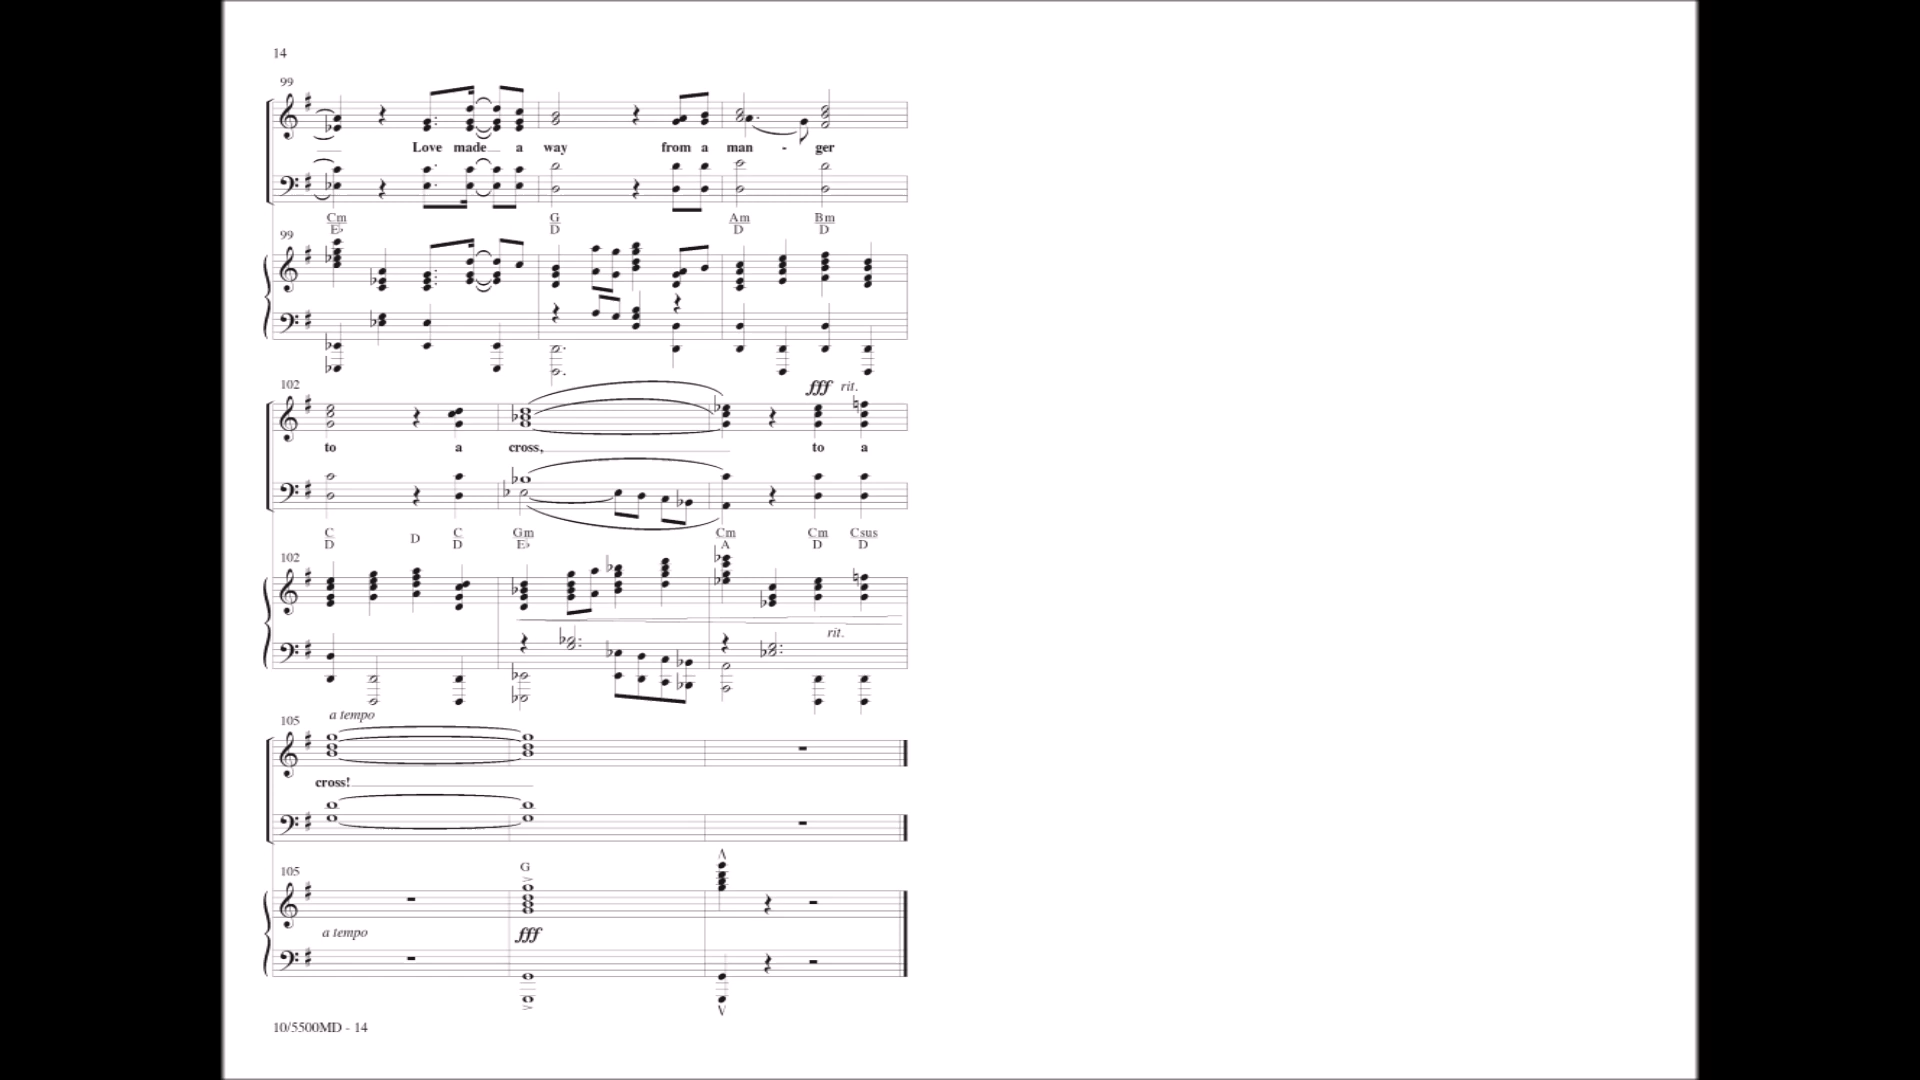 14
99
Love made a way from a man - ger
Cm G Am Bm
E♭ D D D
99
fff rit.
102
to a cross, to a
C D C Gm Cm Cm Csus
D D E♭ A D D
102
rit.
a tempo
105
cross!
G
105
a tempo fff
10/5500MD - 14